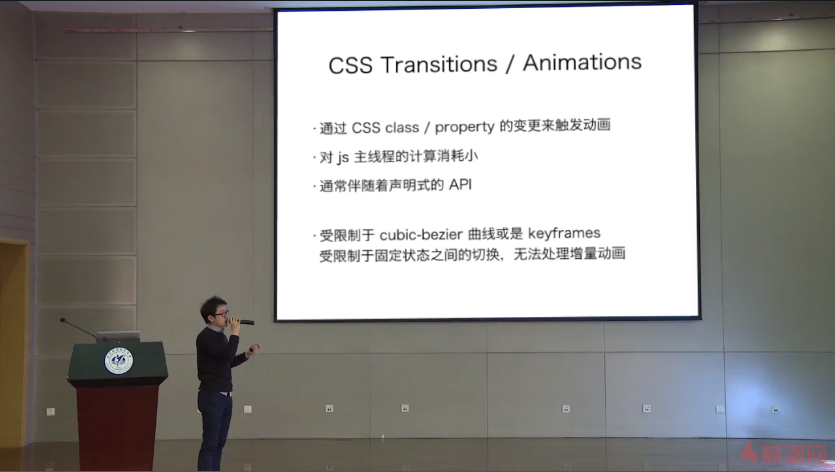 CSS Transitions / Animations
· 通过 CSS class / property 的变更来触发动画
· 对 js 主线程的计算消耗小
· 通常伴随着声明式的 API
· 受限制于 cubic-bezier 曲线或是 keyframes
受限制于固定状态之间的切换，无法处理增量动画
慕课网